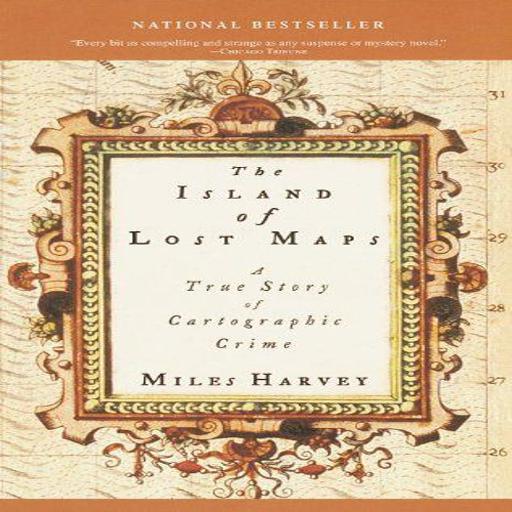 NATIONAL BESTSELLER
"Every bit as compelling and strange as any suspense or mystery novel."
—CHICAGO TRIBUNE
The
ISLAND
of
LOST MAPS
A
True Story
of
Cartographic
Crime
MILES HARVEY
31
30
29
28
27
26